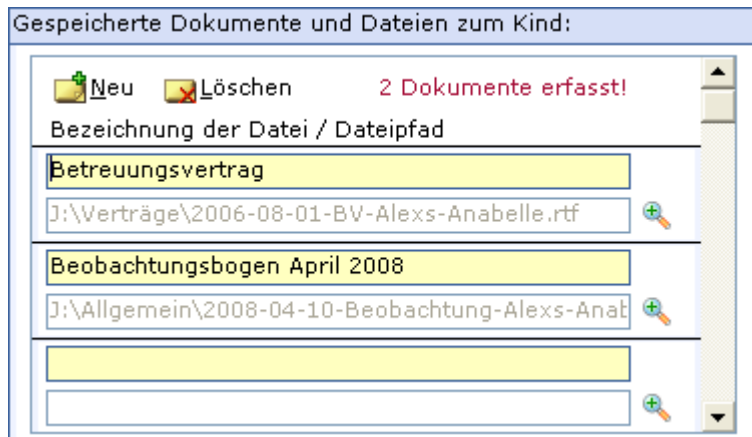 Gespeicherte Dokumente und Dateien zum Kind:
Neu Löschen 2 Dokumente erfasst!
Bezeichnung der Datei / Dateipfad
Betreuungsvertrag
J:\Verträge\2006-08-01-BV-Alexs-Anabelle.rtf
Beobachtungsbogen April 2008
J:\Allgemein\2008-04-10-Beobachtung-Alexs-Anab